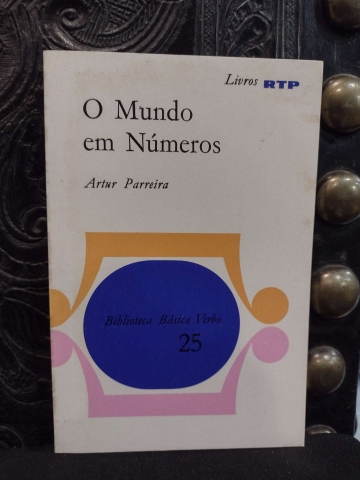 Livros RTP
O Mundo
em Números
Artur Parreira
Biblioteca Básica Verbo
25